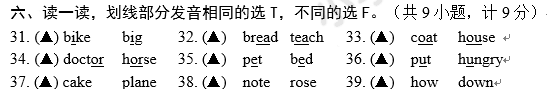 六、读一读，划线部分发音相同的选 T，不同的选 F。（共 9 小题，计 9 分）
31. (▲) bike big 32. (▲) bread teach 33. (▲) coat house
34. (▲) doctor horse 35. (▲) pet bed 36. (▲) put hungry
37. (▲) cake plane 38. (▲) note rose 39. (▲) how down